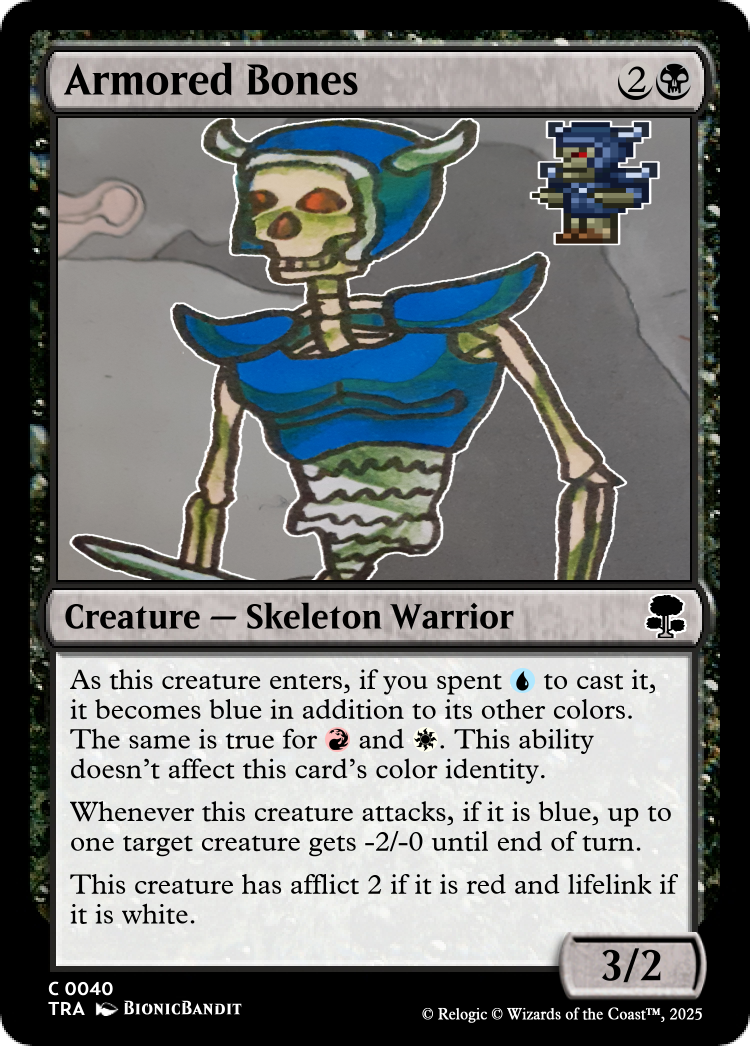 Armored Bones 2
Creature — Skeleton Warrior
As this creature enters, if you spent to cast it,
it becomes blue in addition to its other colors.
The same is true for and . This ability
doesn't affect this card's color identity.
Whenever this creature attacks, if it is blue, up to
one target creature gets -2/-0 until end of turn.
This creature has afflict 2 if it is red and lifelink if
it is white.
3/2
C 0040
TRA BionicBandit
© Relogic © Wizards of the Coast™, 2025